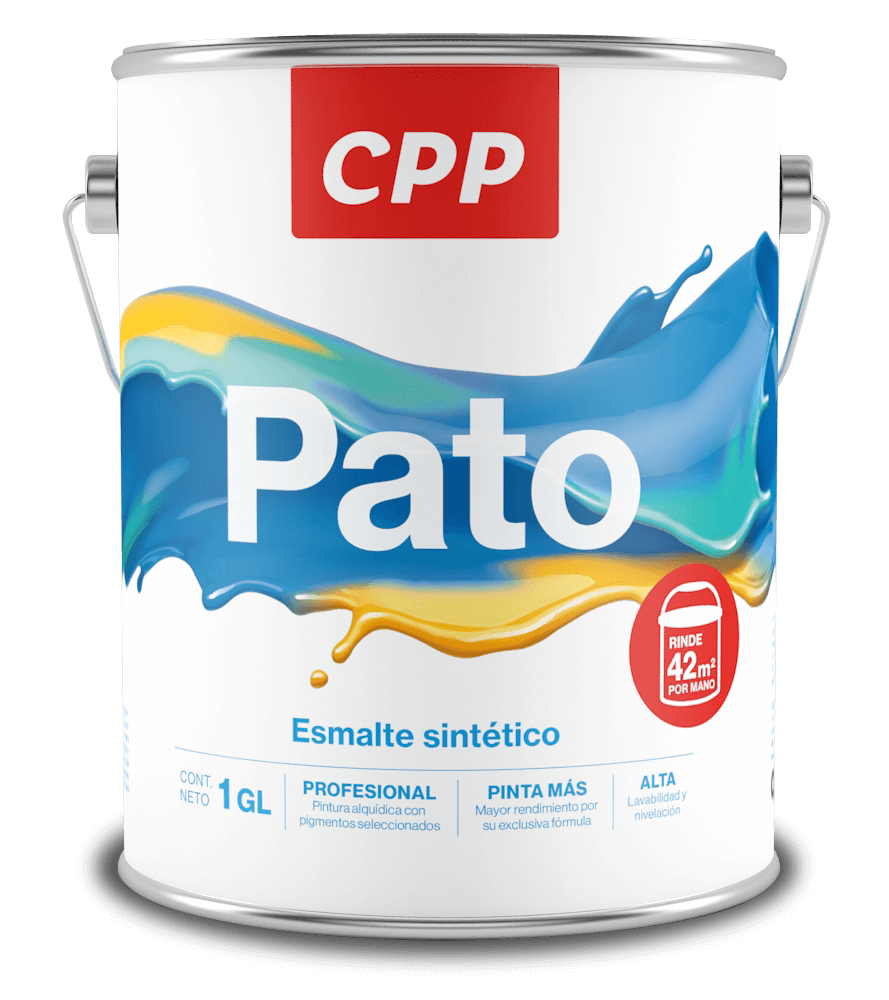 CPP
Pato
RINDE
42m²
POR MANO
Esmalte sintético
CONT.
NETO 1 GL
PROFESIONAL
Pintura alquídica con
pigmentos seleccionados
PINTA MÁS
Mayor rendimiento por
su exclusiva fórmula
ALTA
Lavabilidad y
nivelación